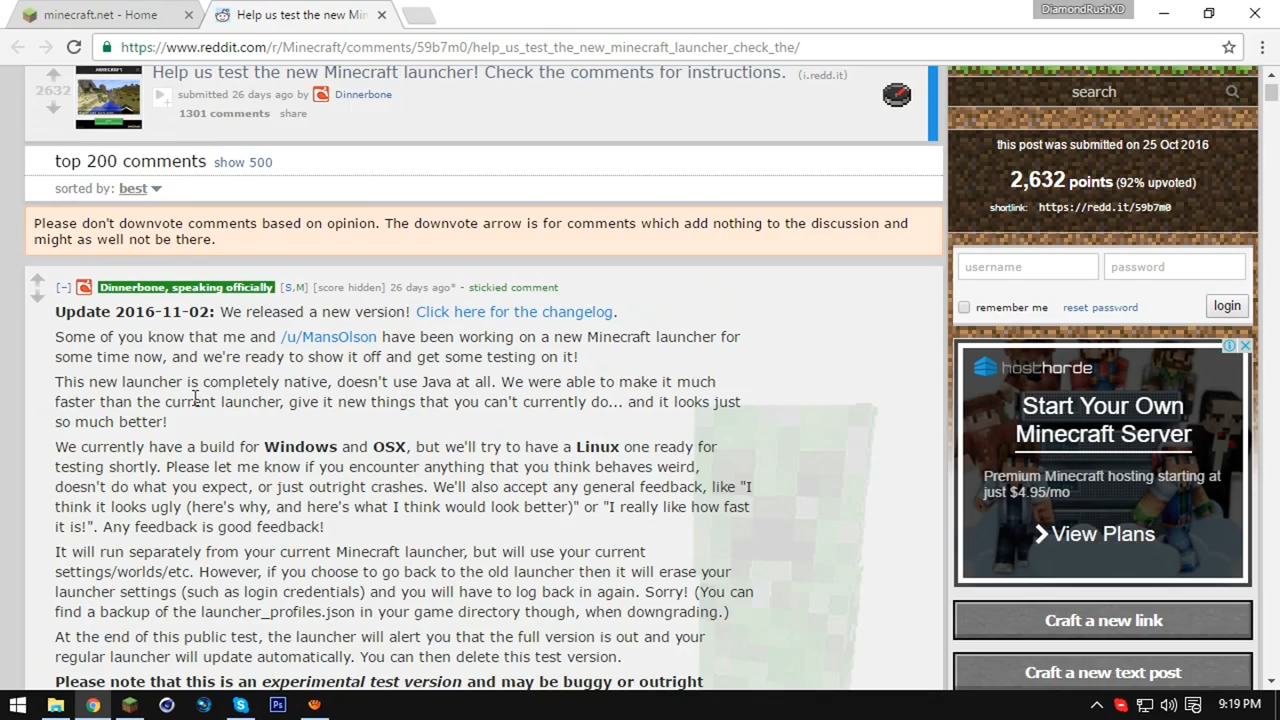 minecraft.net - Home
Help us test the new Min
DiamondRushXD
https://www.reddit.com/r/Minecraft/comments/59b7m0/help_us_test_the_new_minecraft_launcher_check_the/
2632
Help us test the new Minecraft launcher! Check the comments for instructions. (i.redd.it)
submitted 26 days ago by Dinnerbone
1301 comments share
top 200 comments show 500
sorted by: best
Please don't downvote comments based on opinion. The downvote arrow is for comments which add nothing to the discussion and
might as well not be there.
[–] Dinnerbone, speaking officially [S,M] [score hidden] 26 days ago* - stickied comment
Update 2016-11-02: We released a new version! Click here for the changelog.
Some of you know that me and /u/MansOlson have been working on a new Minecraft launcher for
some time now, and we're ready to show it off and get some testing on it!
This new launcher is completely native, doesn't use Java at all. We were able to make it much
faster than the current launcher, give it new things that you can't currently do... and it looks just
so much better!
We currently have a build for Windows and OSX, but we'll try to have a Linux one ready for
testing shortly. Please let me know if you encounter anything that you think behaves weird,
doesn't do what you expect, or just outright crashes. We'll also accept any general feedback, like "I
think it looks ugly (here's why, and here's what I think would look better)" or "I really like how fast
it is!". Any feedback is good feedback!
It will run separately from your current Minecraft launcher, but will use your current
settings/worlds/etc. However, if you choose to go back to the old launcher then it will erase your
launcher settings (such as login credentials) and you will have to log back in again. Sorry! (You can
find a backup of the launcher_profiles.json in your game directory though, when downgrading.)
At the end of this public test, the launcher will alert you that the full version is out and your
regular launcher will update automatically. You can then delete this test version.
Please note that this is an experimental test version and may be buggy or outright
search
this post was submitted on 25 Oct 2016
2,632 points (92% upvoted)
shortlink: https://redd.it/59b7m0
username
password
remember me reset password login
hosthorde
Start Your Own
Minecraft Server
Premium Minecraft hosting starting at
just $4.95/mo
View Plans
Craft a new link
Craft a new text post
Ps
9:19 PM